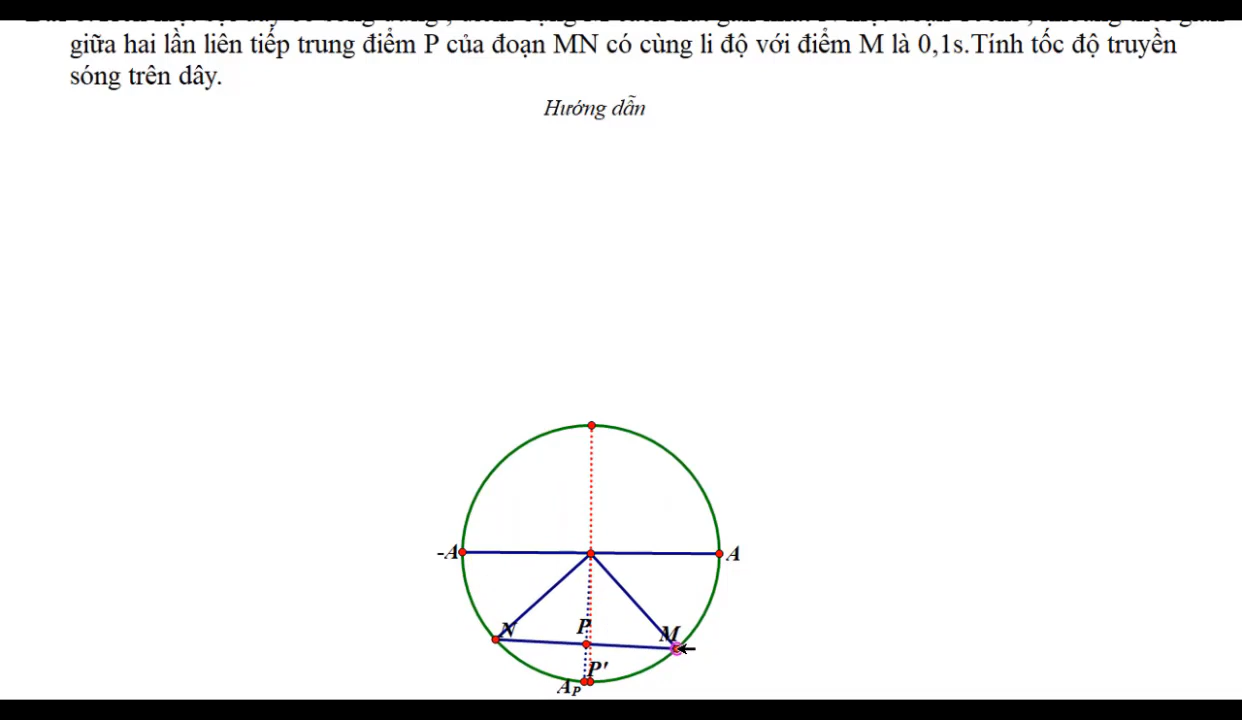 giữa hai lần liên tiếp trung điểm P của đoạn MN có cùng li độ với điểm M là 0,1s.Tính tốc độ truyền
sóng trên dây.
Hướng dẫn
-A
A
N
P
M
P'
AP